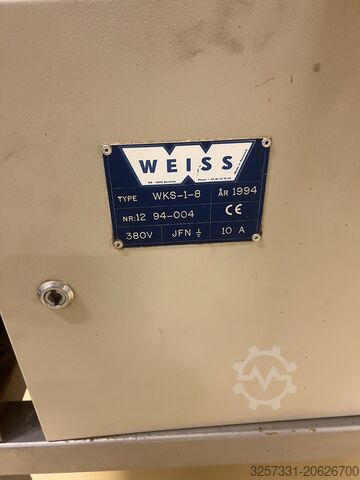 WEISS
TYPE WKS-1-8 ÅR 1994
NR:12 94-004 CE
380V JFN ⏚ 10 A
3257331-20626700